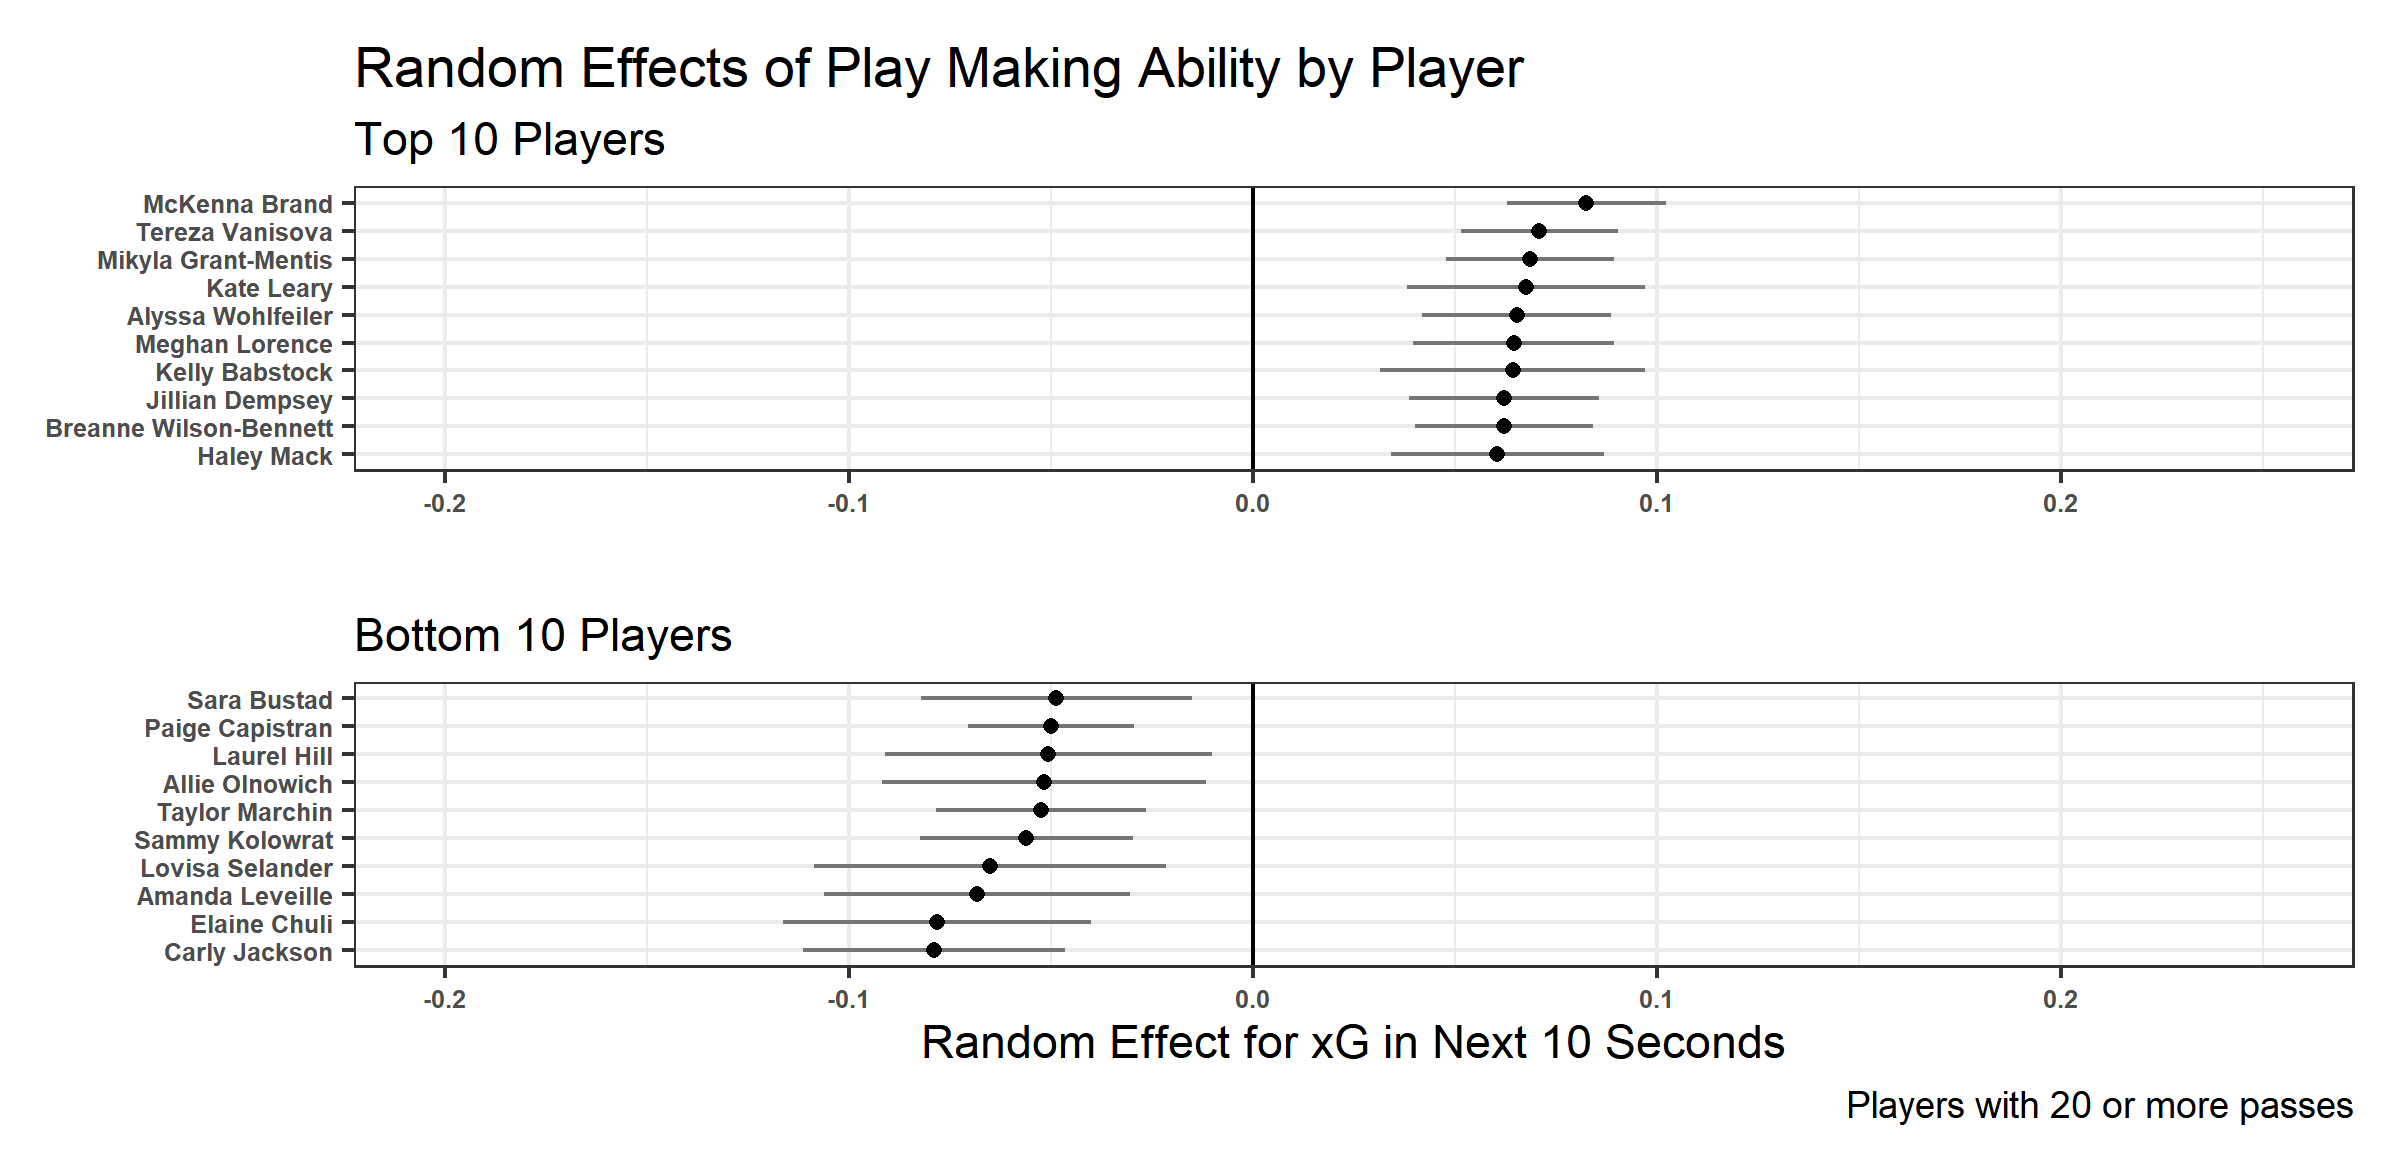 Random Effects of Play Making Ability by Player
Top 10 Players
McKenna Brand
Tereza Vanisova
Mikyla Grant-Mentis
Kate Leary
Alyssa Wohlfeiler
Meghan Lorence
Kelly Babstock
Jillian Dempsey
Breanne Wilson-Bennett
Haley Mack
-0.2 -0.1 0.0 0.1 0.2
Bottom 10 Players
Sara Bustad
Paige Capistran
Laurel Hill
Allie Olnowich
Taylor Marchin
Sammy Kolowrat
Lovisa Selander
Amanda Leveille
Elaine Chuli
Carly Jackson
-0.2 -0.1 0.0 0.1 0.2
Random Effect for xG in Next 10 Seconds
Players with 20 or more passes